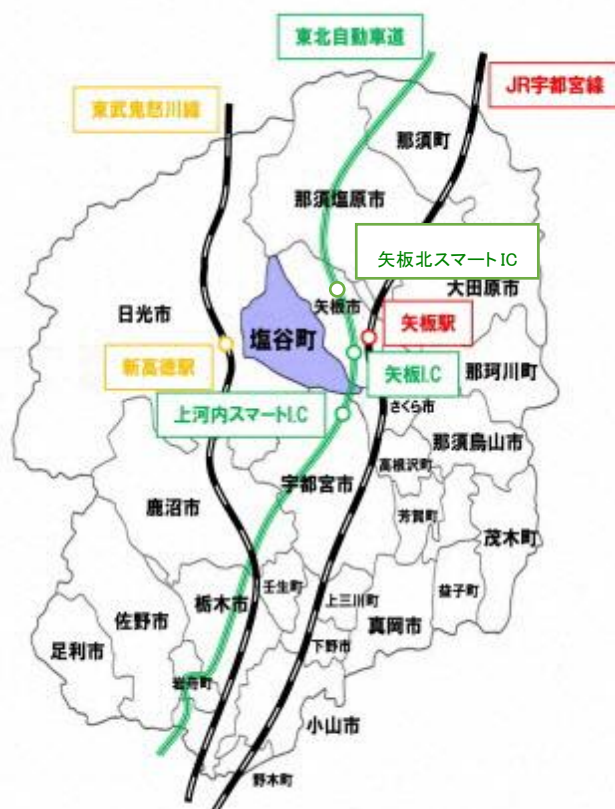 東北自動車道
JR宇都宮線
東武鬼怒川線
那須町
那須塩原市
矢板北スマートIC
大田原市
矢板市
日光市
塩谷町
矢板駅
新高徳駅
矢板I.C
那珂川町
上河内スマートI.C
さくら市
那須烏山市
高根沢町
宇都宮市
鹿沼市
芳賀町
茂木町
壬生町
栃木市
上三川町
益子町
佐野市
真岡市
下野市
足利市
岩舟町
小山市
野木町